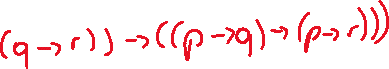 (q→r)) → ((p→q) → (p→r)))